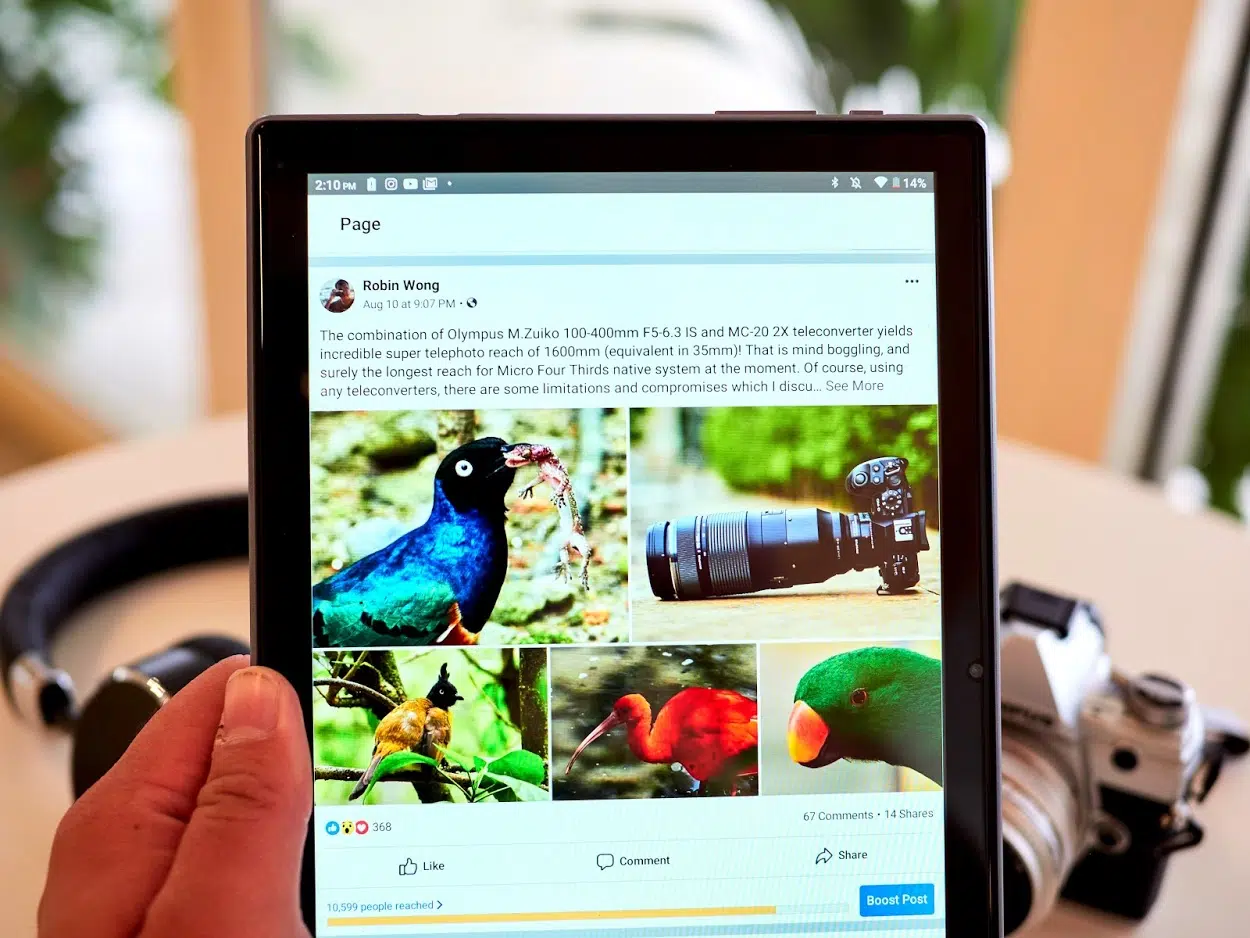 2:10 PM
14%
Page
Robin Wong
Aug 10 at 9:07 PM •
The combination of Olympus M.Zuiko 100-400mm F5-6.3 IS and MC-20 2X teleconverter yields
incredible super telephoto reach of 1600mm (equivalent in 35mm)! That is mind boggling, and
surely the longest reach for Micro Four Thirds native system at the moment. Of course, using
any teleconverters, there are some limitations and compromises which I discu... See More
368
67 Comments • 14 Shares
Like
Comment
Share
10,599 people reached >
Boost Post